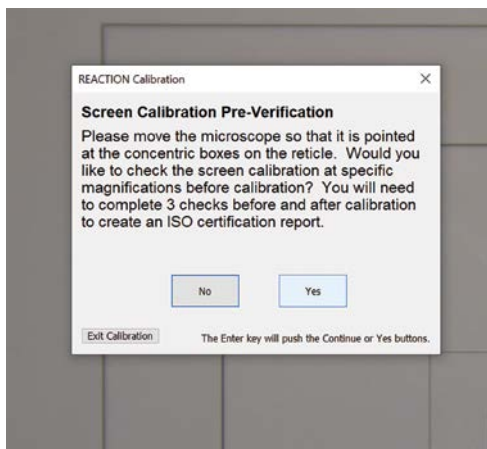 REACTION Calibration
Screen Calibration Pre-Verification
Please move the microscope so that it is pointed
at the concentric boxes on the reticle. Would you
like to check the screen calibration at specific
magnifications before calibration? You will need
to complete 3 checks before and after calibration
to create an ISO certification report.
No
Yes
Exit Calibration
The Enter key will push the Continue or Yes buttons.